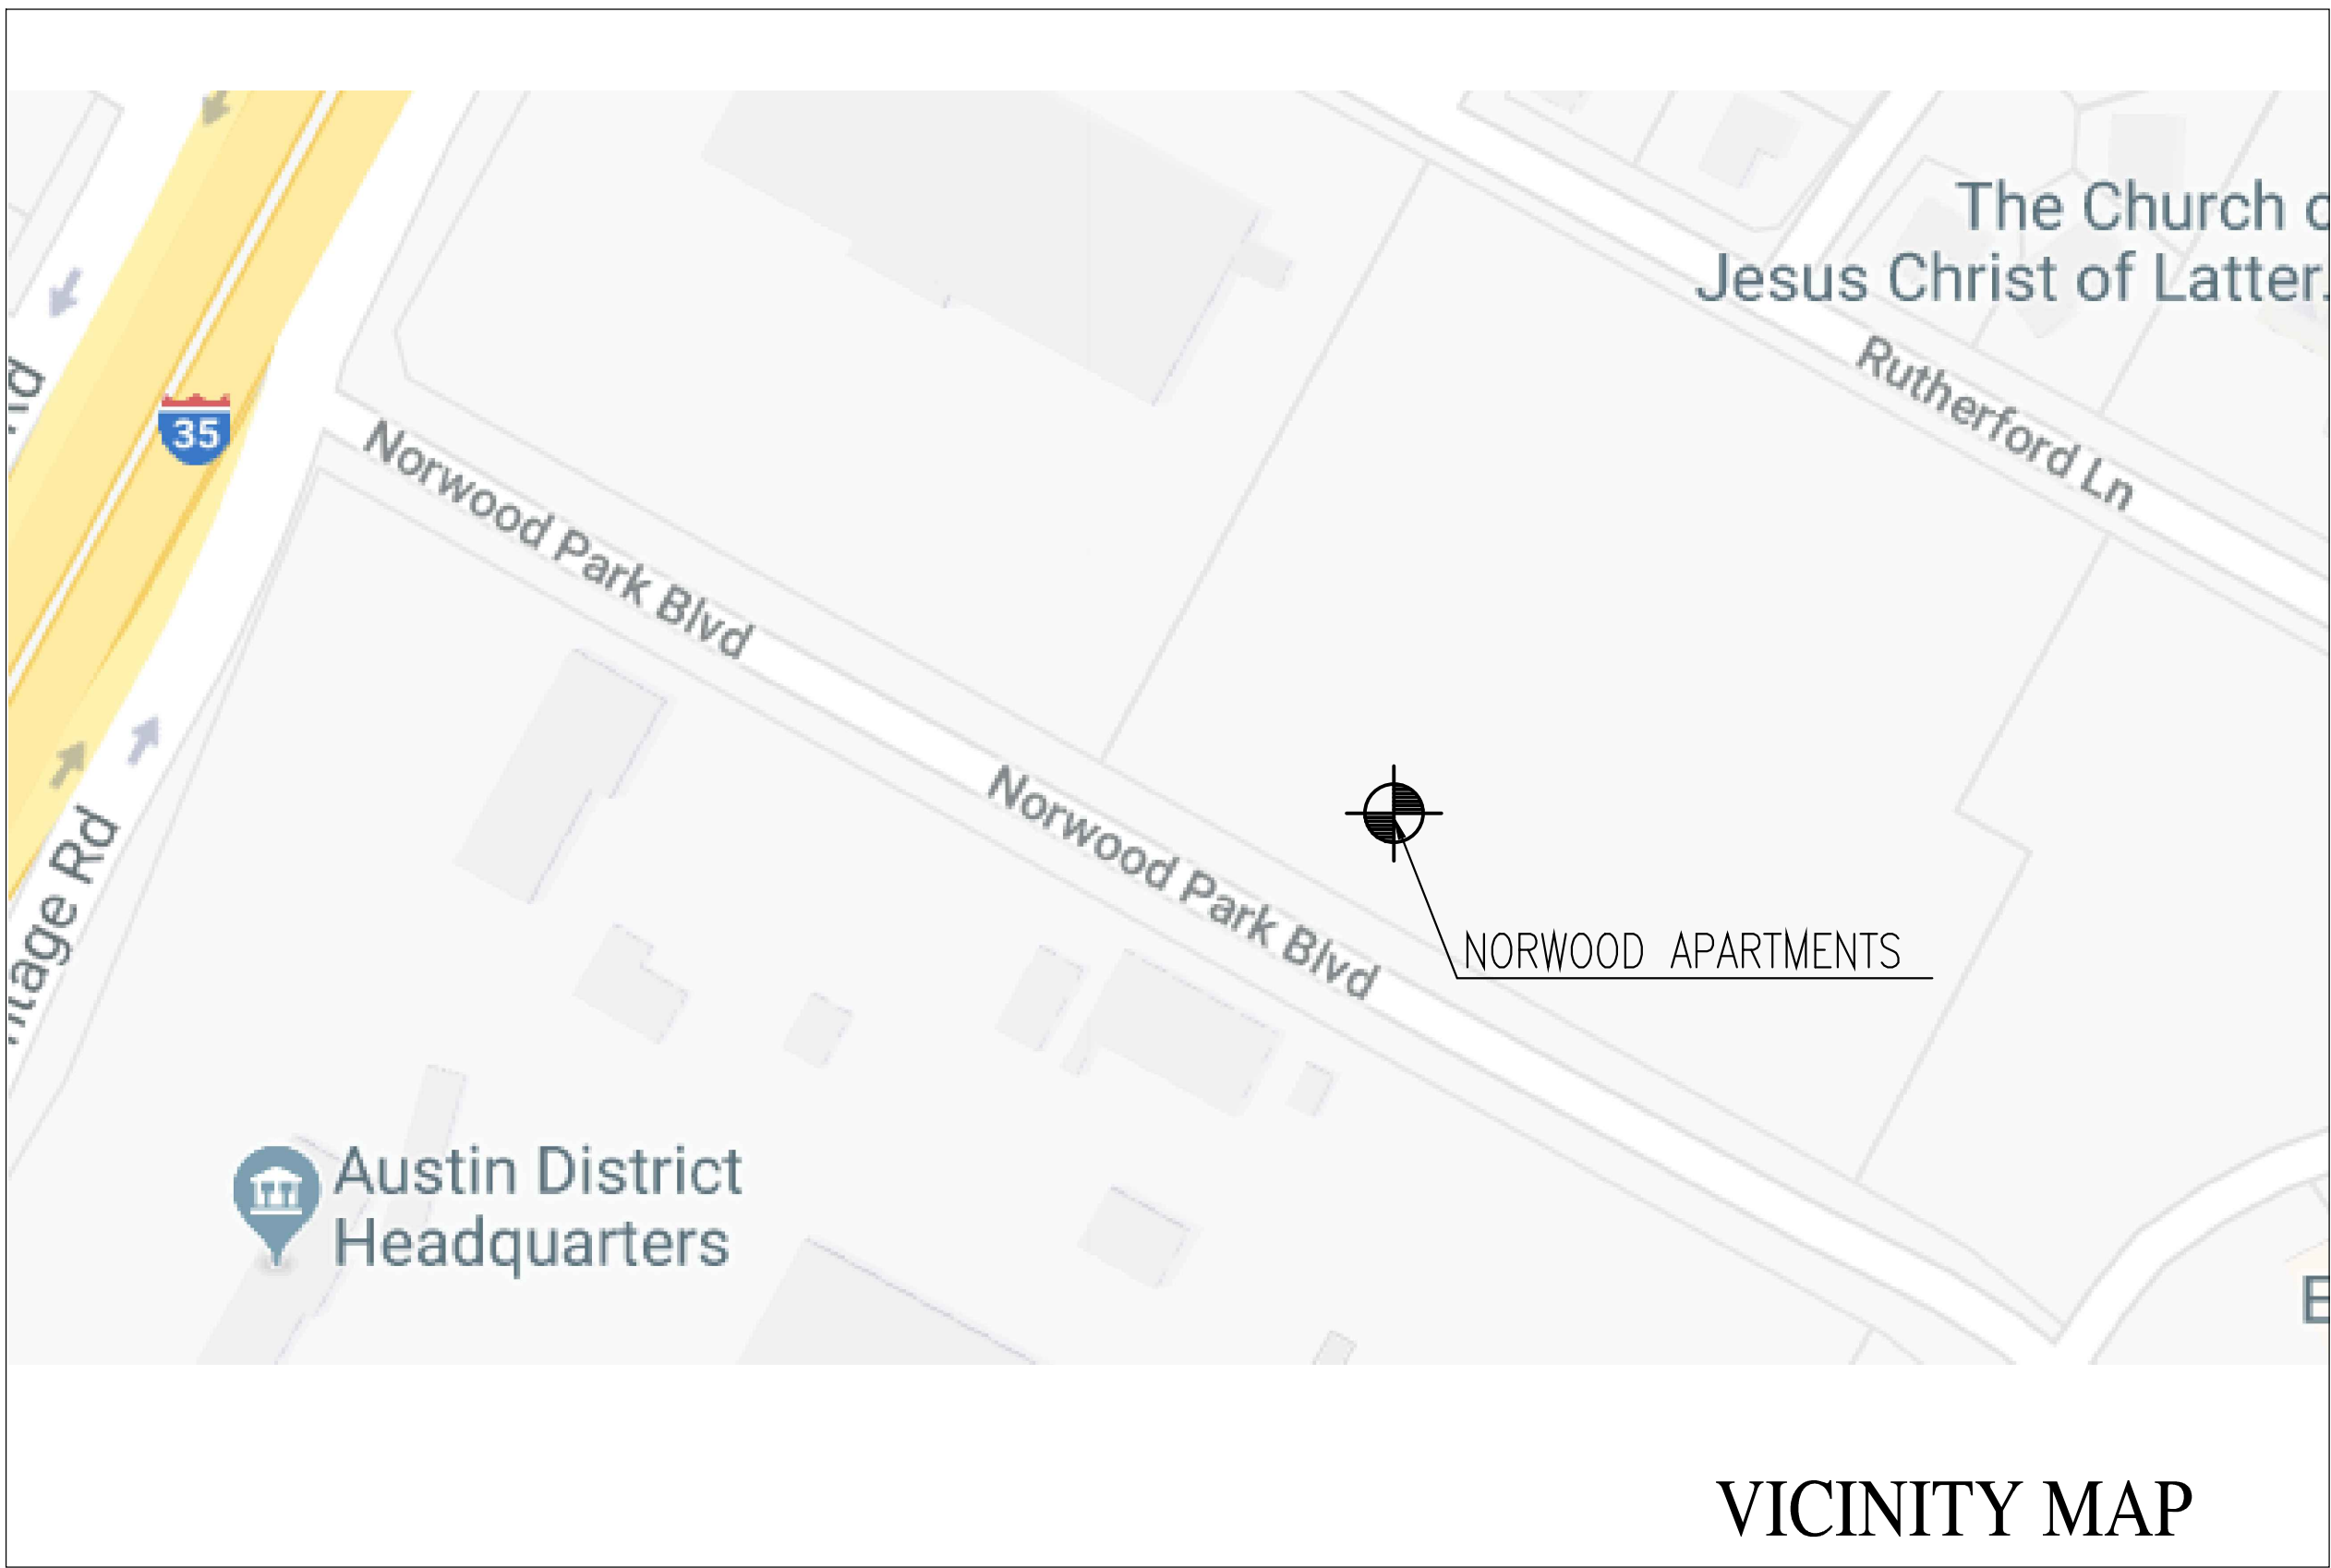 The Church
Jesus Christ of Latter
Rutherford Ln
35
Norwood Park Blvd
Norwood Park Blvd
NORWOOD APARTMENTS
Rd
Austin District
Headquarters
VICINITY MAP